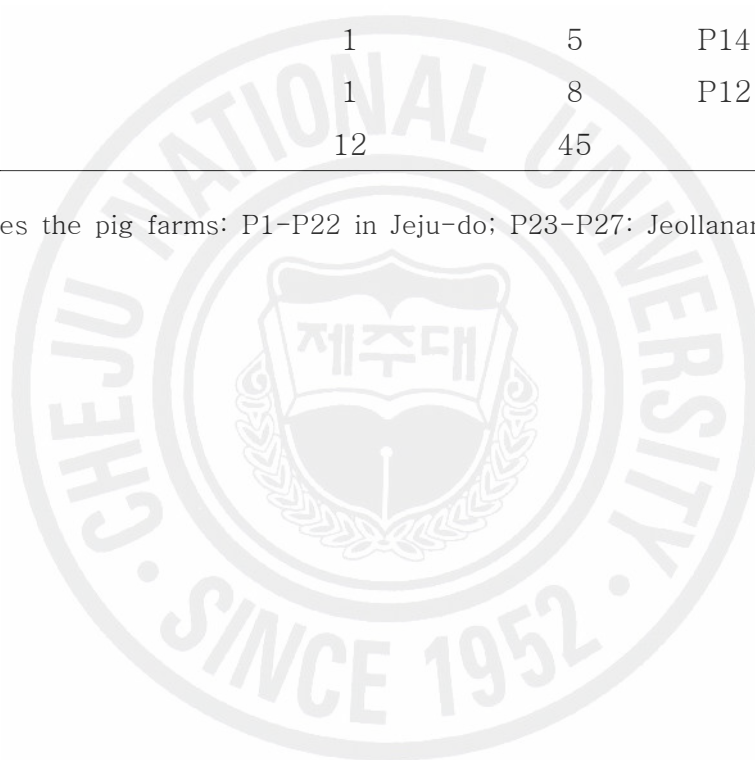 1 5 P14
1 8 P12
12 45
es the pig farms: P1-P22 in Jeju-do; P23-P27: Jeollanam
CHEJU NATIONAL UNIVERSITY
제주대
SINCE 1952